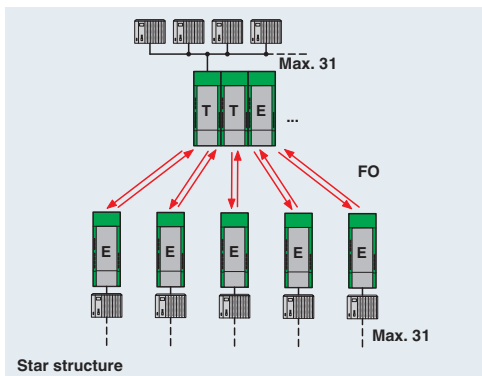 Max. 31
T T E ...
FO
E E E E E
Max. 31
Star structure